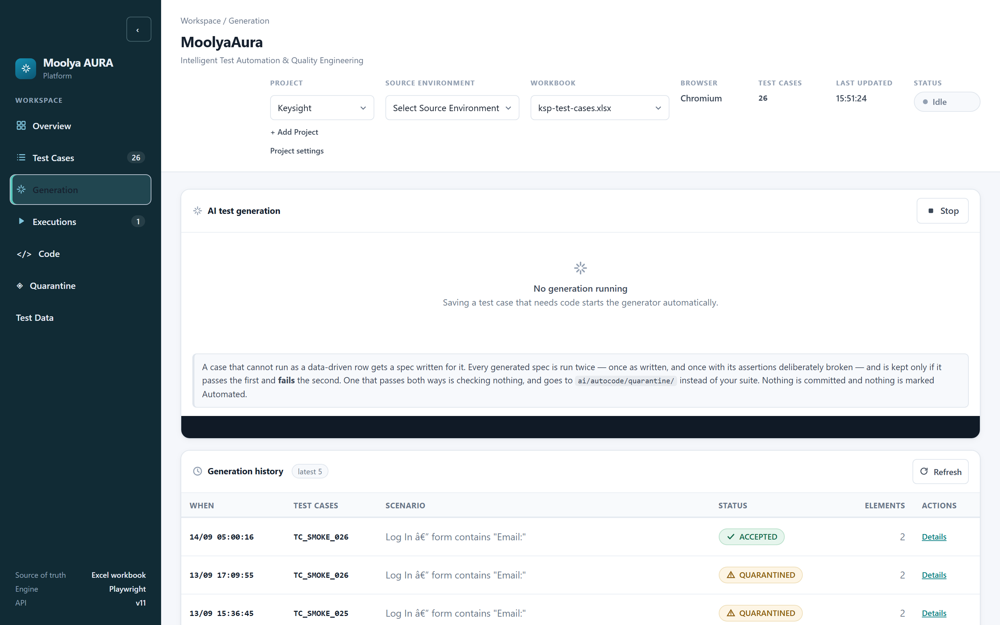 ‹
Moolya AURA
Platform
WORKSPACE
Overview
Test Cases 26
Generation
Executions 1
</> Code
Quarantine
Test Data
Source of truth Excel workbook
Engine Playwright
API v11
Workspace / Generation
MoolyaAura
Intelligent Test Automation & Quality Engineering
PROJECT SOURCE ENVIRONMENT WORKBOOK BROWSER TEST CASES LAST UPDATED STATUS
Keysight Select Source Environment ksp-test-cases.xlsx Chromium 26 15:51:24 Idle
+ Add Project
Project settings
AI test generation Stop
No generation running
Saving a test case that needs code starts the generator automatically.
A case that cannot run as a data-driven row gets a spec written for it. Every generated spec is run twice — once as written, and once with its assertions deliberately broken — and is kept only if it
passes the first and fails the second. One that passes both ways is checking nothing, and goes to ai/autocode/quarantine/ instead of your suite. Nothing is committed and nothing is marked
Automated.
Generation history latest 5 Refresh
WHEN TEST CASES SCENARIO STATUS ELEMENTS ACTIONS
14/09 05:00:16 TC_SMOKE_026 Log In â€” form contains "Email:" ACCEPTED 2 Details
13/09 17:09:55 TC_SMOKE_026 Log In â€” form contains "Email:" QUARANTINED 2 Details
13/09 15:36:45 TC_SMOKE_025 Log In â€” form contains "Email:" QUARANTINED 2 Details